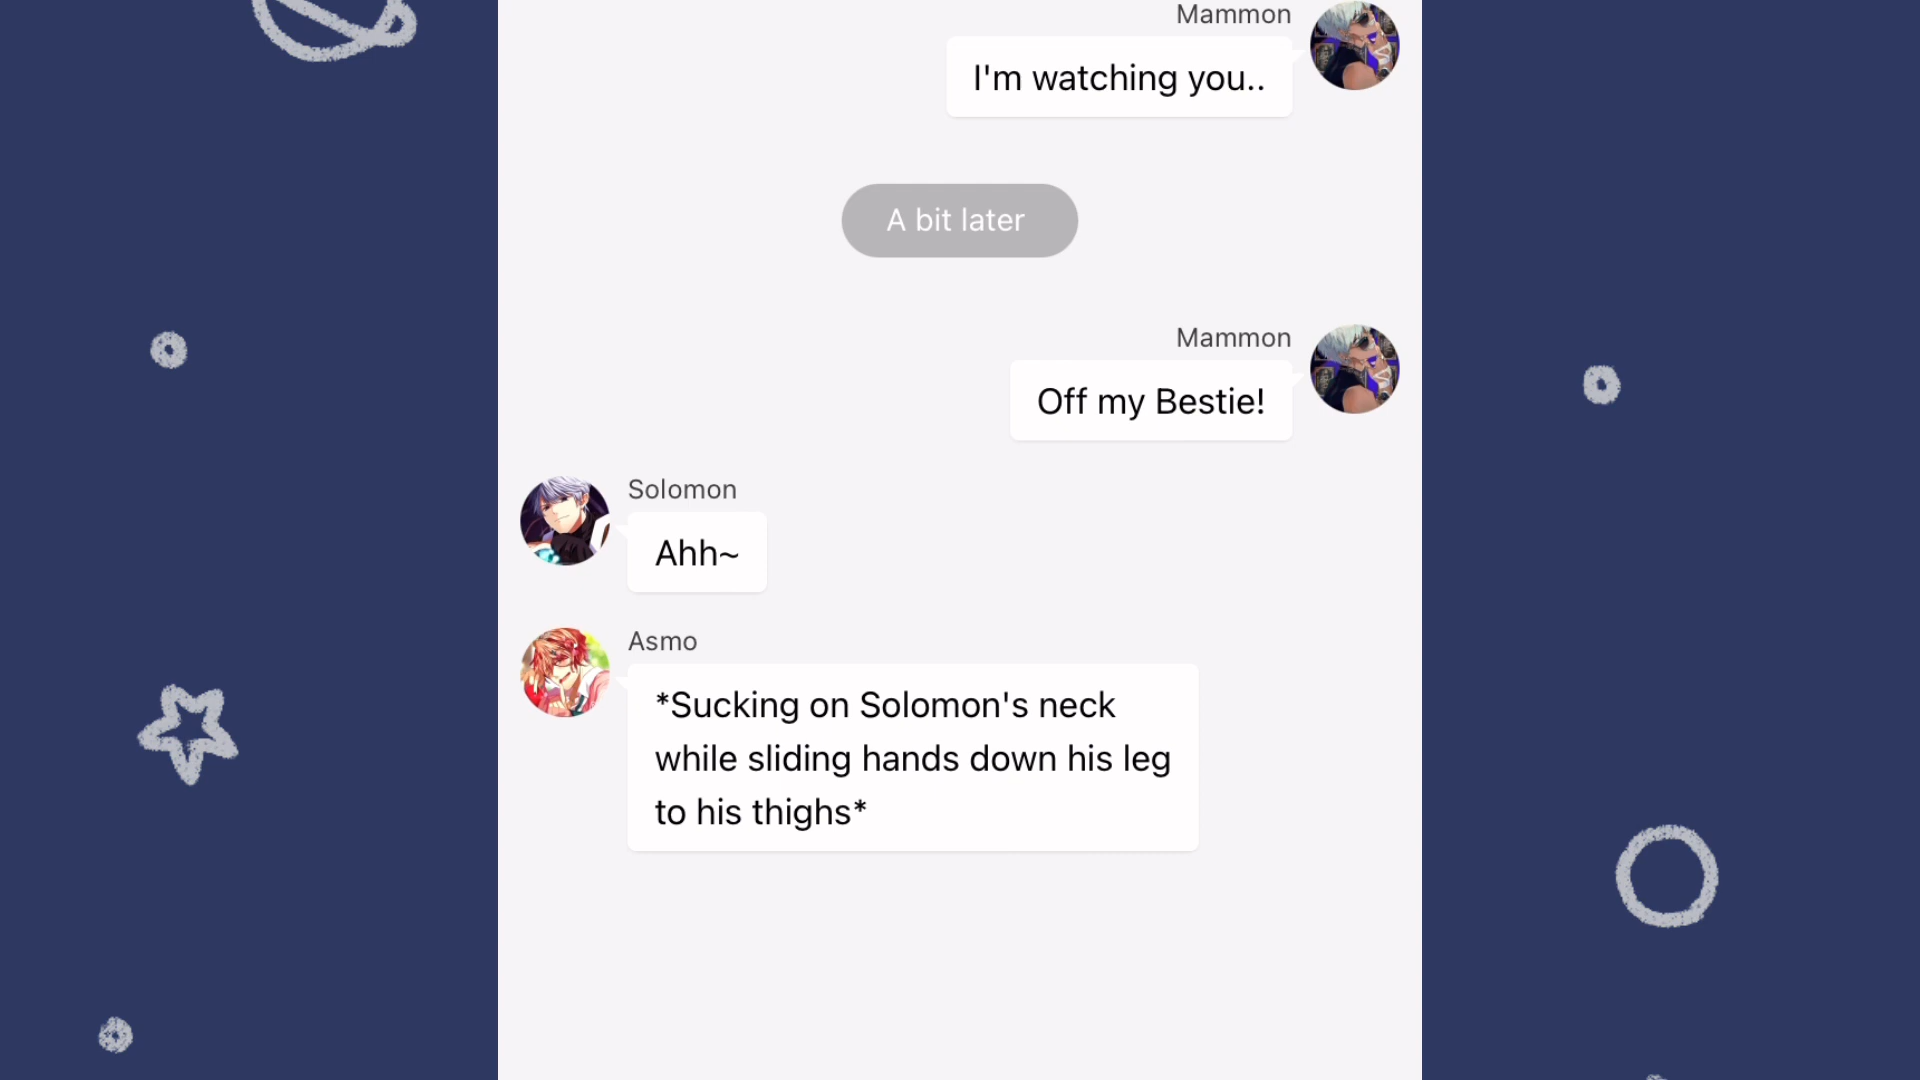 Mammon
I'm watching you..
A bit later
Mammon
Off my Bestie!
Solomon
Ahh~
Asmo
*Sucking on Solomon's neck
while sliding hands down his leg
to his thighs*